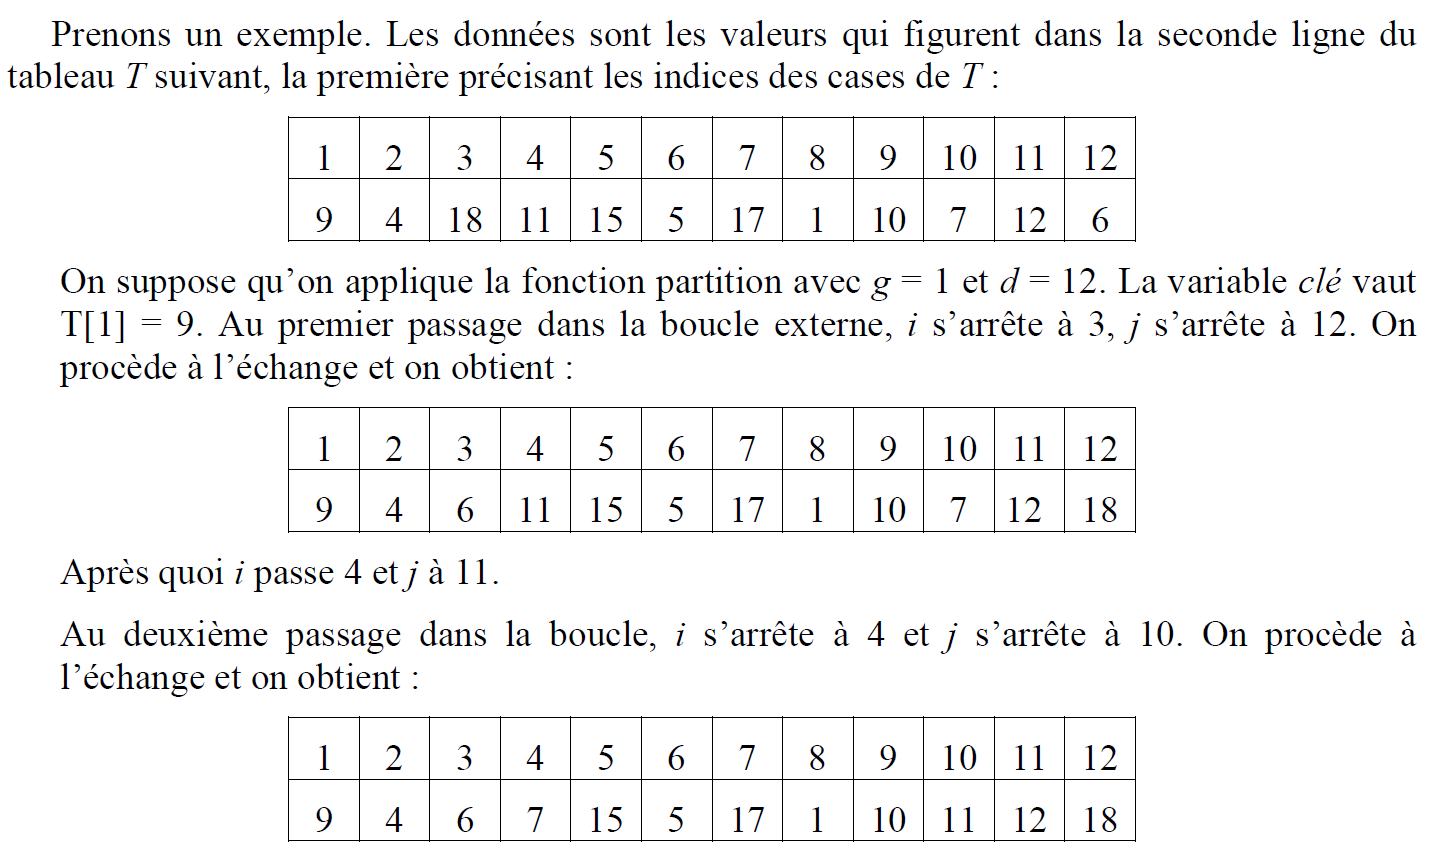 Prenons un exemple. Les données sont les valeurs qui figurent dans la seconde ligne du
tableau T suivant, la première précisant les indices des cases de T :
1 2 3 4 5 6 7 8 9 10 11 12
9 4 18 11 15 5 17 1 10 7 12 6
On suppose qu’on applique la fonction partition avec g = 1 et d = 12. La variable clé vaut
T[1] = 9. Au premier passage dans la boucle externe, i s’arrête à 3, j s’arrête à 12. On
procède à l’échange et on obtient :
1 2 3 4 5 6 7 8 9 10 11 12
9 4 6 11 15 5 17 1 10 7 12 18
Après quoi i passe 4 et j à 11.
Au deuxième passage dans la boucle, i s’arrête à 4 et j s’arrête à 10. On procède à
l’échange et on obtient :
1 2 3 4 5 6 7 8 9 10 11 12
9 4 6 7 15 5 17 1 10 11 12 18